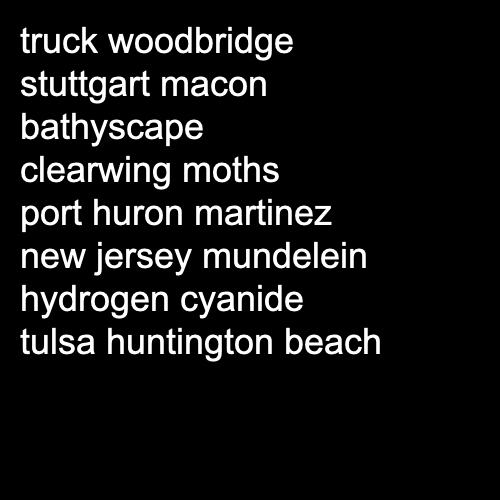 truck woodbridge
stuttgart macon
bathyscape
clearwing moths
port huron martinez
new jersey mundelein
hydrogen cyanide
tulsa huntington beach